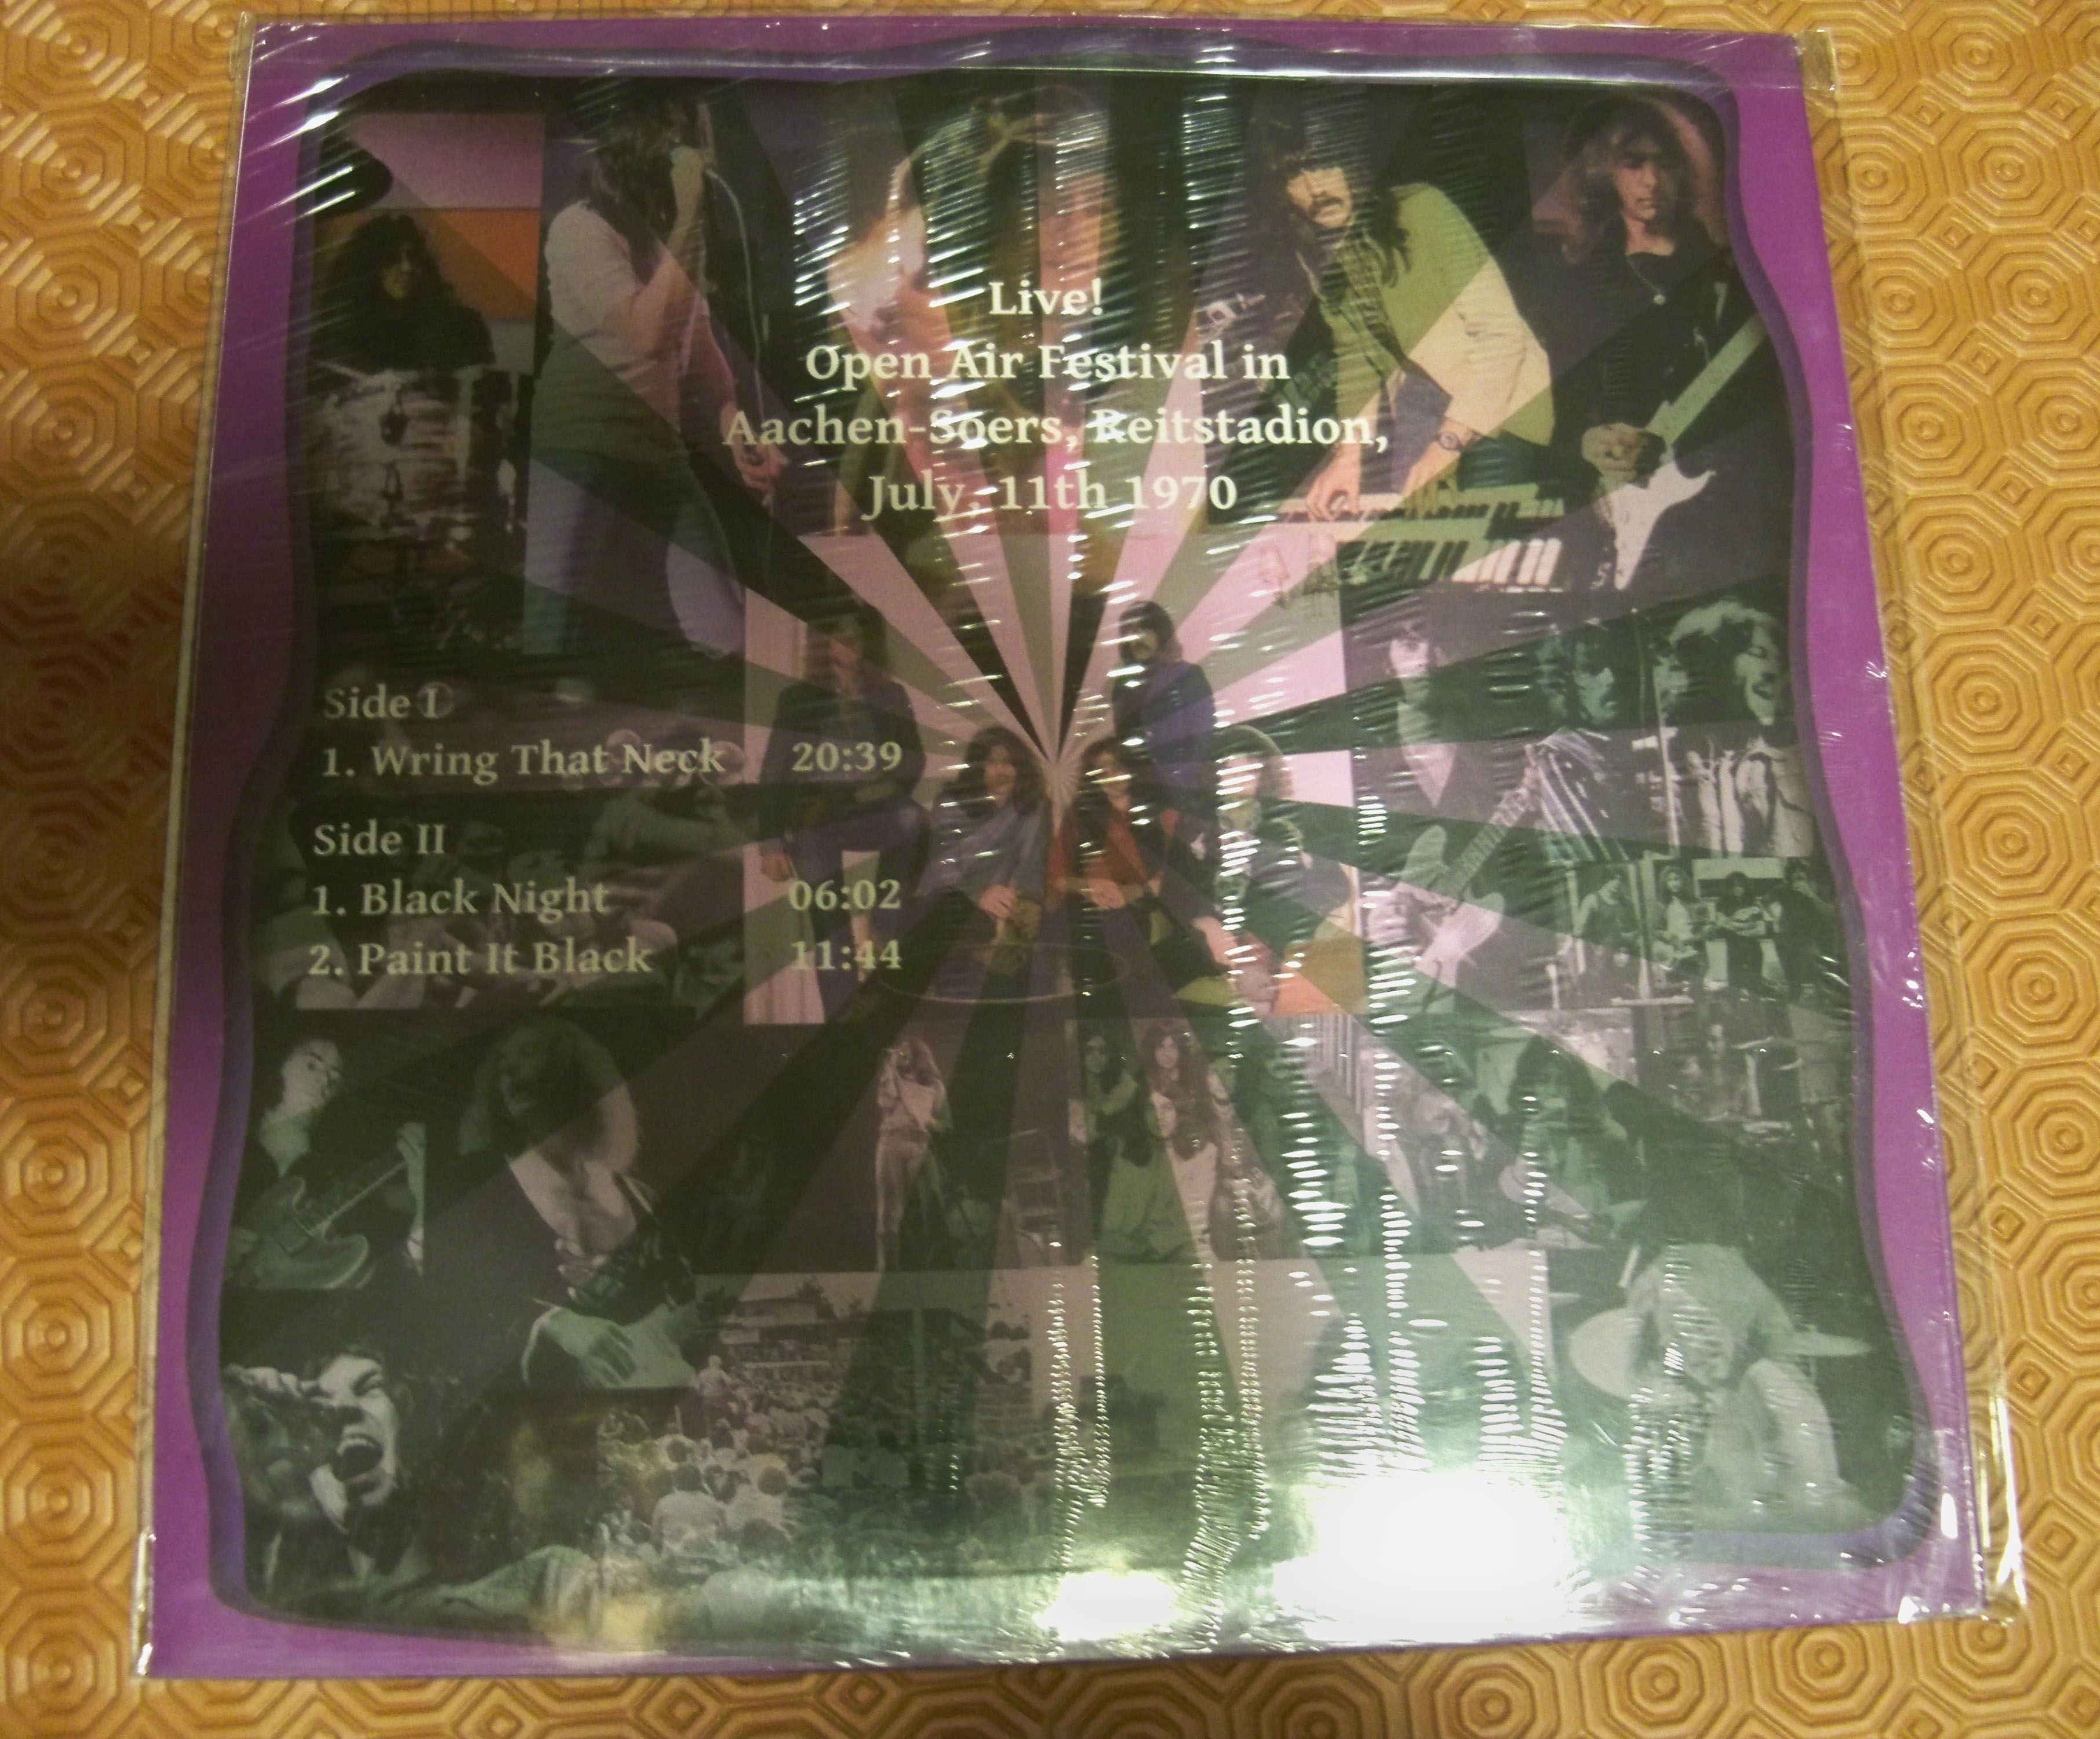 Live!
Open Air Festival in
Aachen-Soers, Reitstadion,
July, 11th 1970
Side I
1. Wring That Neck 20:39
Side II
1. Black Night 06:02
2. Paint It Black 11:44